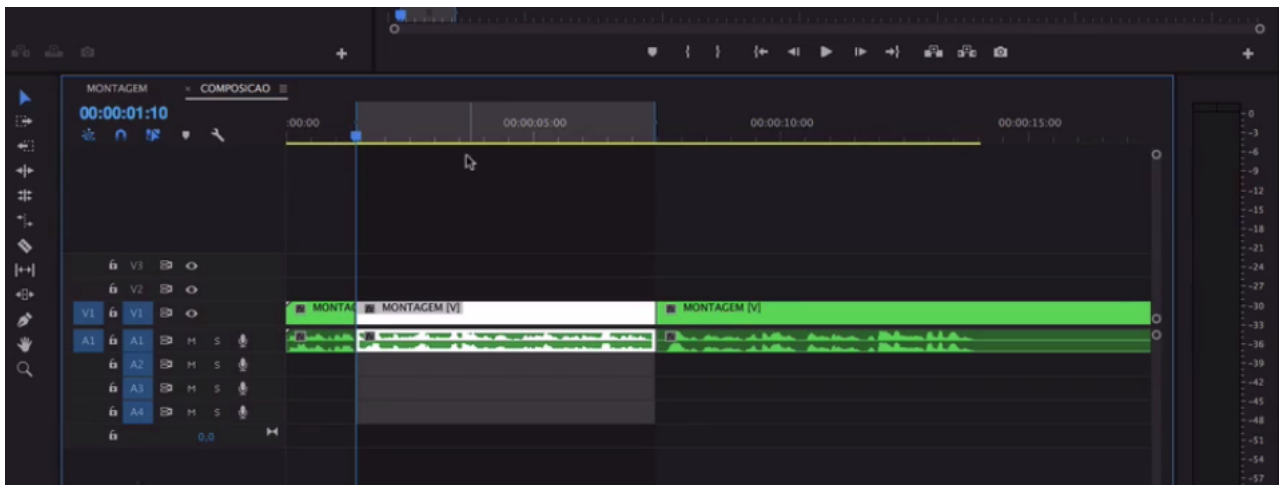 MONTAGEM × COMPOSICAO
00:00:01:10
:00:00 00:00:05:00 00:00:10:00 00:00:15:00
V3
V2
V1 V1
MONTAG MONTAGEM [V] MONTAGEM [V]
A1 A1 M S
A2 M S
A3 M S
A4 M S
0,0
0
-3
-6
-9
-12
-15
-18
-21
-24
-27
-30
-33
-36
-39
-42
-45
-48
-51
-54
-57